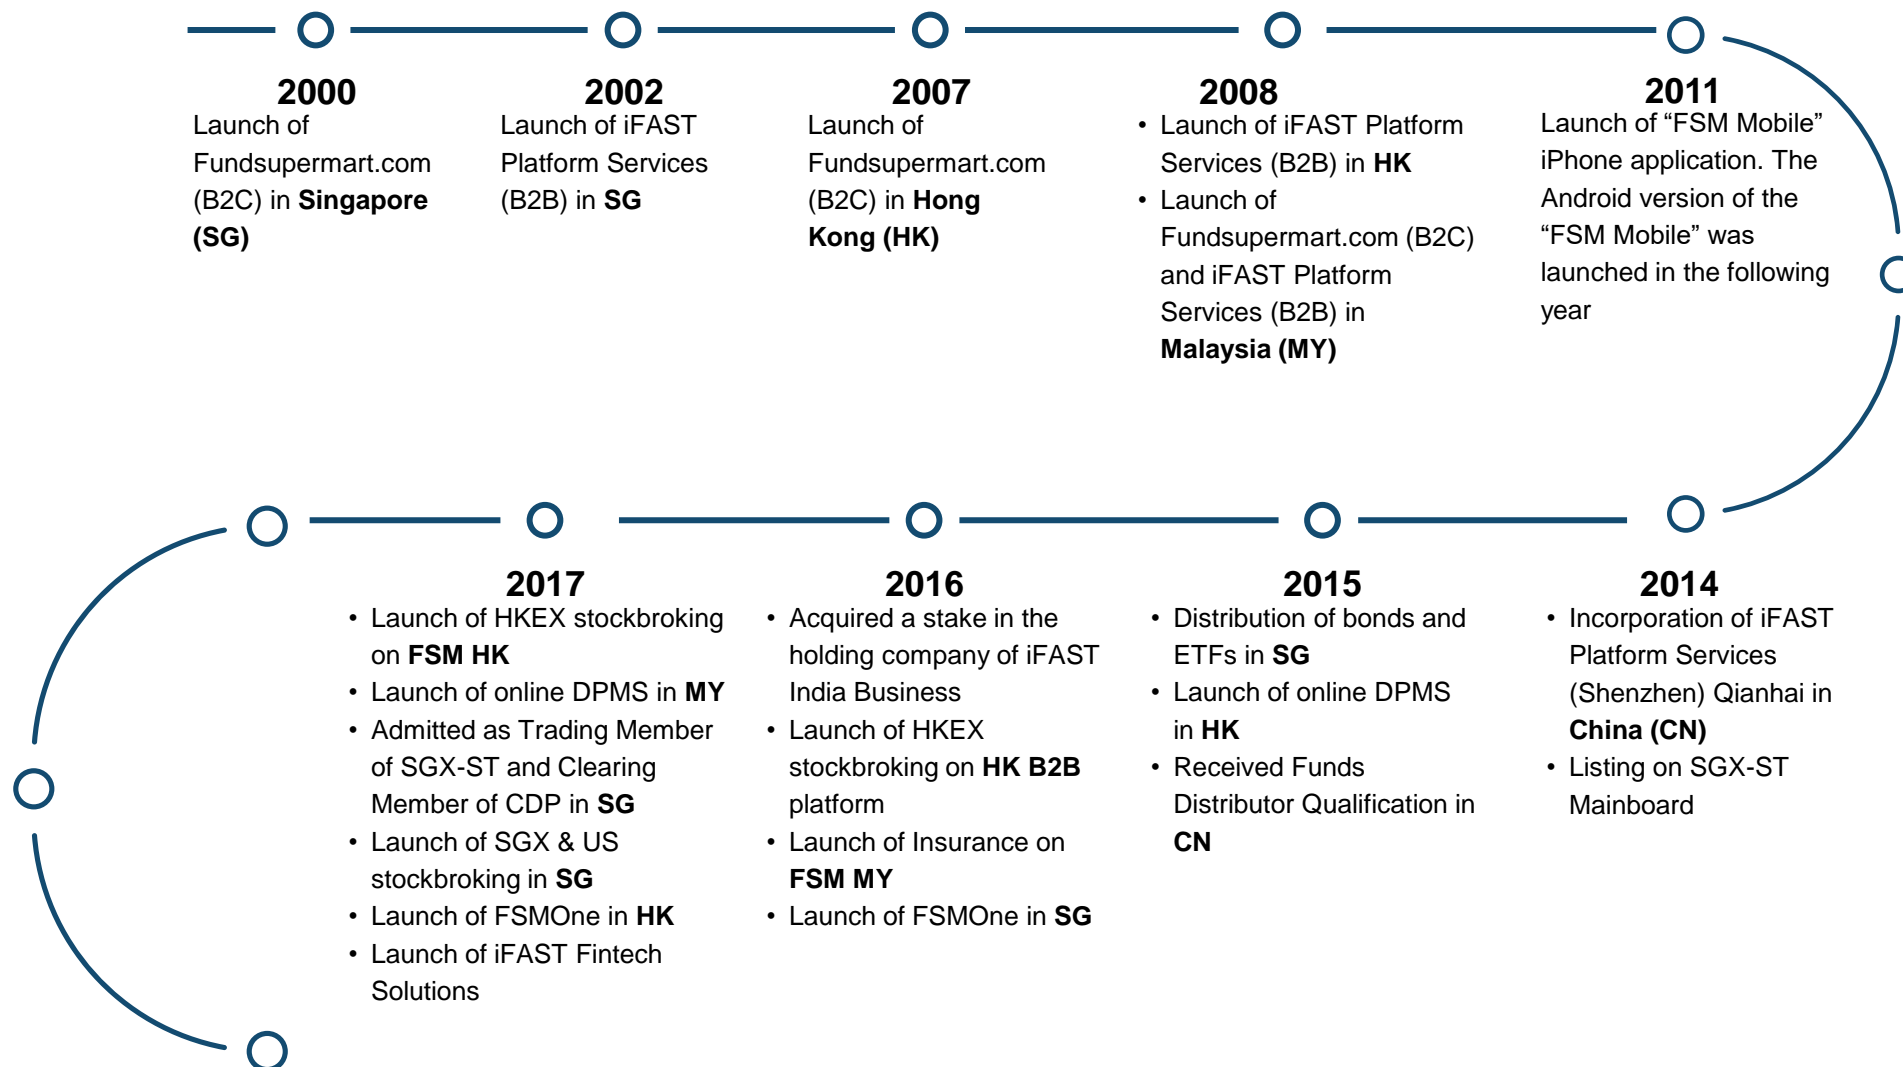 2000
Launch of
Fundsupermart.com
(B2C) in Singapore
(SG)
2002
Launch of iFAST
Platform Services
(B2B) in SG
2007
Launch of
Fundsupermart.com
(B2C) in Hong
Kong (HK)
2008
• Launch of iFAST Platform
Services (B2B) in HK
• Launch of
Fundsupermart.com (B2C)
and iFAST Platform
Services (B2B) in
Malaysia (MY)
2011
Launch of “FSM Mobile”
iPhone application. The
Android version of the
“FSM Mobile” was
launched in the following
year
2017
• Launch of HKEX stockbroking
on FSM HK
• Launch of online DPMS in MY
• Admitted as Trading Member
of SGX-ST and Clearing
Member of CDP in SG
• Launch of SGX & US
stockbroking in SG
• Launch of FSMOne in HK
• Launch of iFAST Fintech
Solutions
2016
• Acquired a stake in the
holding company of iFAST
India Business
• Launch of HKEX
stockbroking on HK B2B
platform
• Launch of Insurance on
FSM MY
• Launch of FSMOne in SG
2015
• Distribution of bonds and
ETFs in SG
• Launch of online DPMS
in HK
• Received Funds
Distributor Qualification in
CN
2014
• Incorporation of iFAST
Platform Services
(Shenzhen) Qianhai in
China (CN)
• Listing on SGX-ST
Mainboard